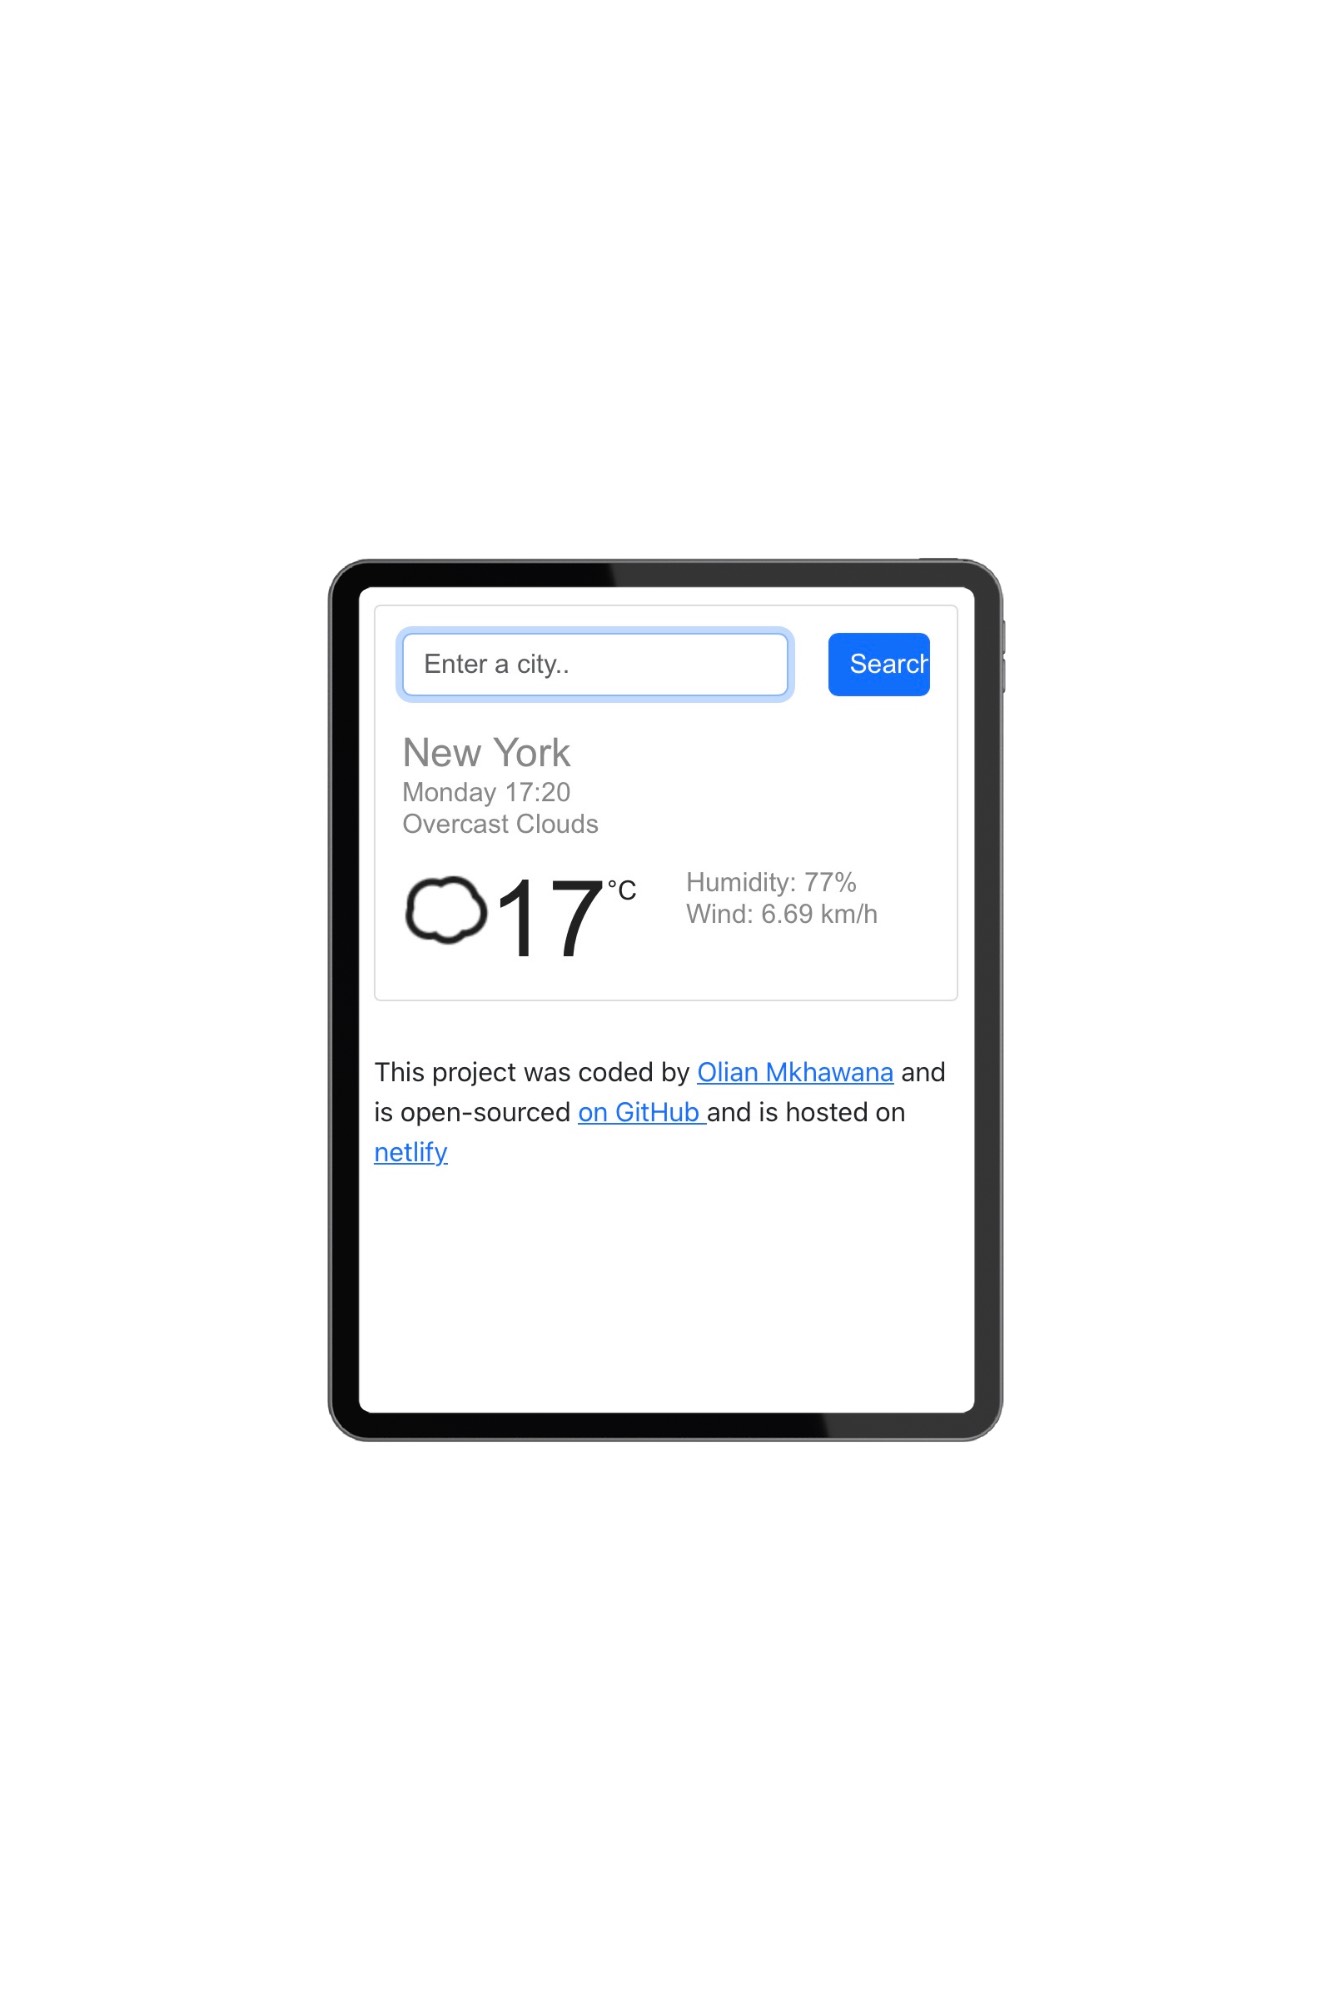 Enter a city..
Search
New York
Monday 17:20
Overcast Clouds
17°C
Humidity: 77%
Wind: 6.69 km/h
This project was coded by Olian Mkhawana and
is open-sourced on GitHub and is hosted on
netlify